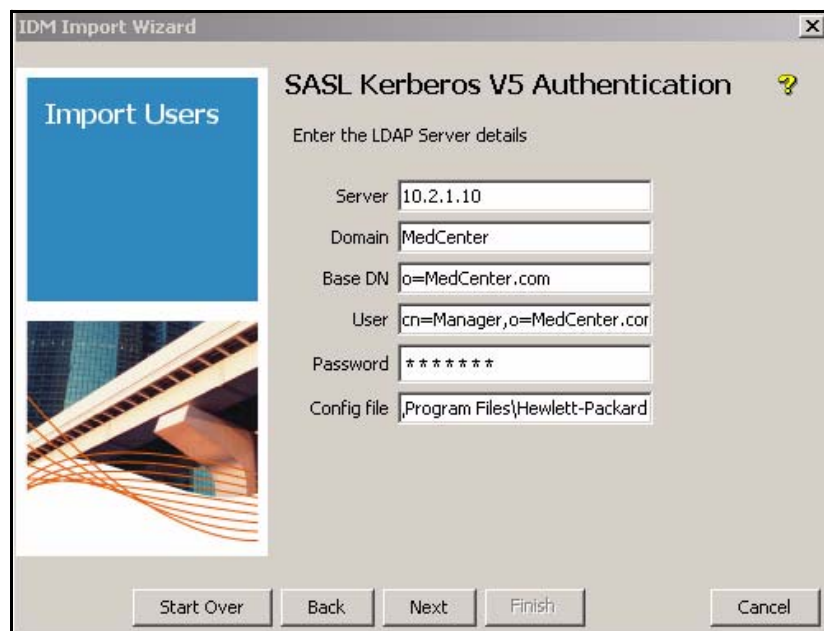 IDM Import Wizard
Import Users
SASL Kerberos V5 Authentication
Enter the LDAP Server details
Server 10.2.1.10
Domain MedCenter
Base DN o=MedCenter.com
User cn=Manager,o=MedCenter.cor
Password *******
Config file ,Program Files\Hewlett-Packard
Start Over Back Next Finish Cancel